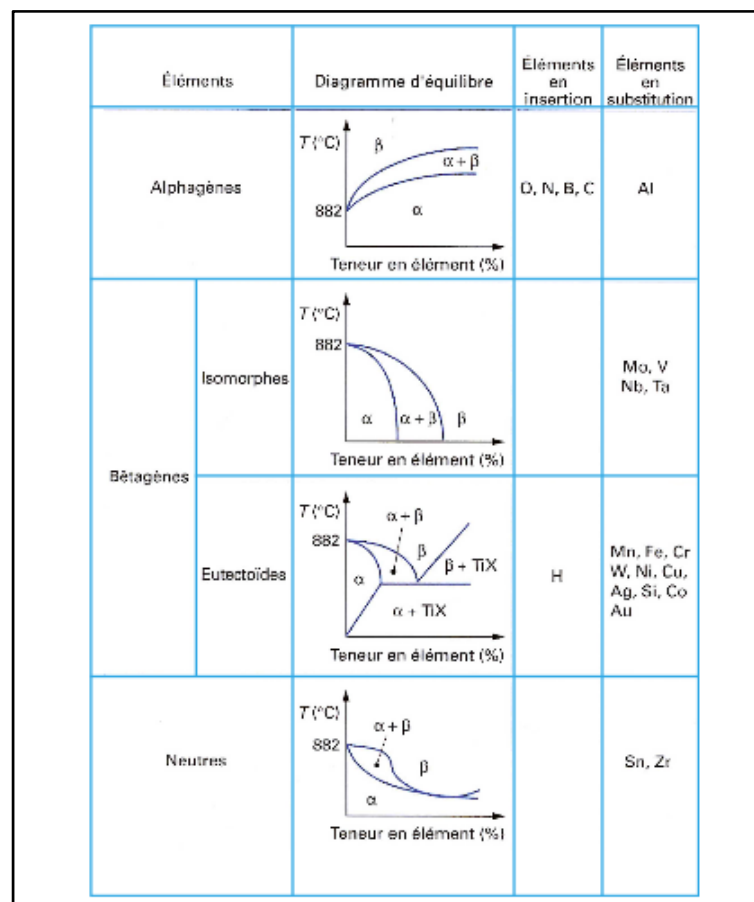 Éléments
Diagramme d'équilibre
Éléments
en
insertion
Éléments
en
substitution
Alphagènes
T (°C)
β
α + β
882
α
Teneur en élément (%)
O, N, B, C
Al
Bêtagènes
Isomorphes
T (°C)
882
α
α + β
β
Teneur en élément (%)
Mo, V
Nb, Ta
Eutectoïdes
T (°C)
α + β
882
β
α
β + TiX
α + TiX
Teneur en élément (%)
H
Mn, Fe, Cr
W, Ni, Cu,
Ag, Si, Co
Au
Neutres
T (°C)
α + β
882
β
α
Teneur en élément (%)
Sn, Zr